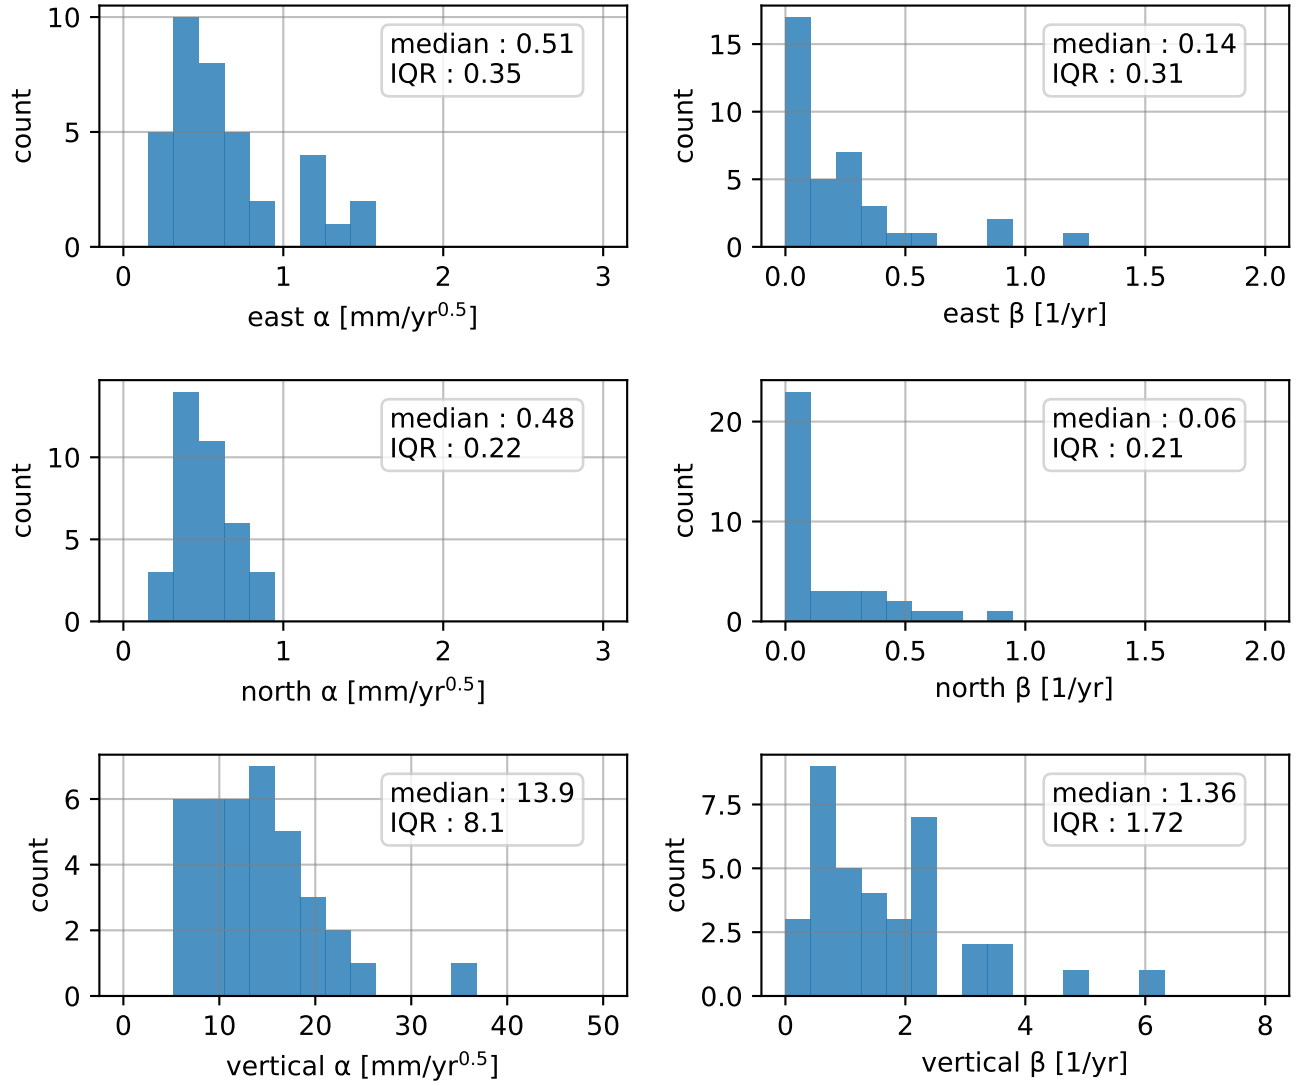 10
5
0
count
median : 0.51
IQR : 0.35
0 1 2 3
east α [mm/yr^0.5]
15
10
5
0
count
median : 0.14
IQR : 0.31
0.0 0.5 1.0 1.5 2.0
east β [1/yr]
10
5
0
count
median : 0.48
IQR : 0.22
0 1 2 3
north α [mm/yr^0.5]
20
10
0
count
median : 0.06
IQR : 0.21
0.0 0.5 1.0 1.5 2.0
north β [1/yr]
6
4
2
0
count
median : 13.9
IQR : 8.1
0 10 20 30 40 50
vertical α [mm/yr^0.5]
7.5
5.0
2.5
0.0
count
median : 1.36
IQR : 1.72
0 2 4 6 8
vertical β [1/yr]